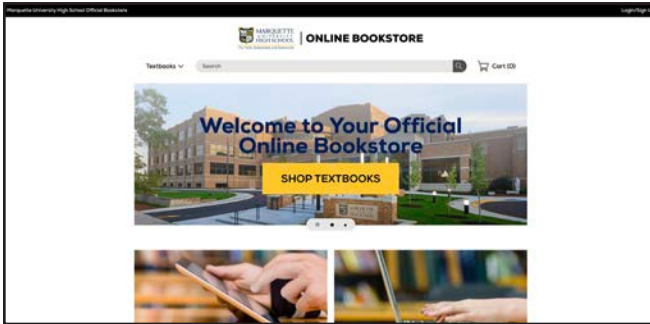 Marquette University High School Official Bookstore
Login/Sign U
MARQUETTE
UNIVERSITY
HIGH SCHOOL
ONLINE BOOKSTORE
Textbooks
Search
Cart (0)
Welcome to Your Official
Online Bookstore
SHOP TEXTBOOKS